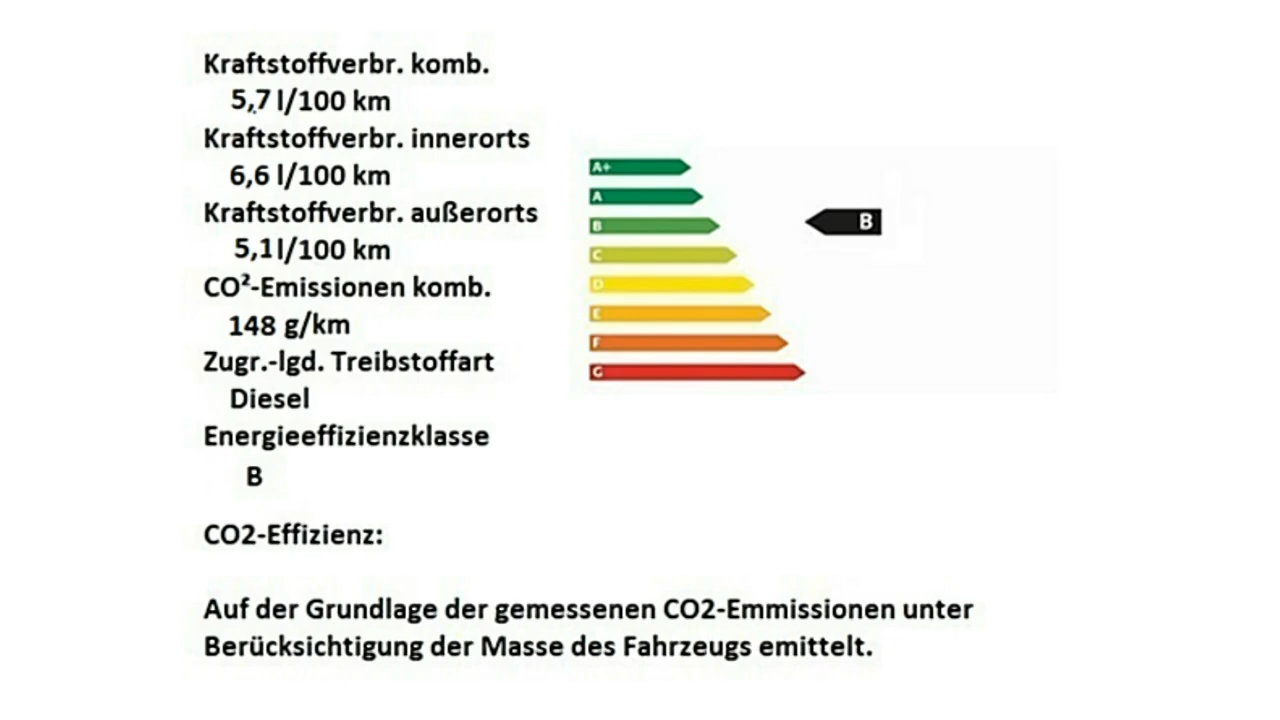 Kraftstoffverbr. komb.
5,7 l/100 km
Kraftstoffverbr. innerorts
6,6 l/100 km
Kraftstoffverbr. außerorts
5,1 l/100 km
CO²-Emissionen komb.
148 g/km
Zugr.-lgd. Treibstoffart
Diesel
Energieeffizienzklasse
B
A+
A
B
B
C
D
E
F
G
CO2-Effizienz:
Auf der Grundlage der gemessenen CO2-Emmissionen unter
Berücksichtigung der Masse des Fahrzeugs emittelt.